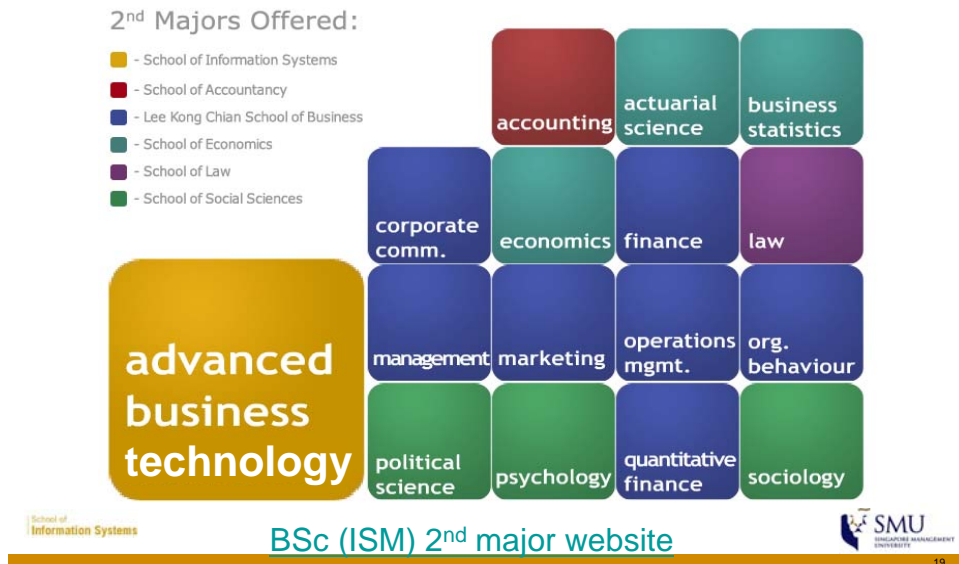 2nd Majors Offered:
- School of Information Systems
- School of Accountancy
- Lee Kong Chian School of Business
- School of Economics
- School of Law
- School of Social Sciences
accounting
actuarial
science
business
statistics
corporate
comm.
economics
finance
law
advanced
business
technology
management
marketing
operations
mgmt.
org.
behaviour
political
science
psychology
quantitative
finance
sociology
School of
Information Systems
BSc (ISM) 2nd major website
SMU
SINGAPORE MANAGEMENT
UNIVERSITY
19